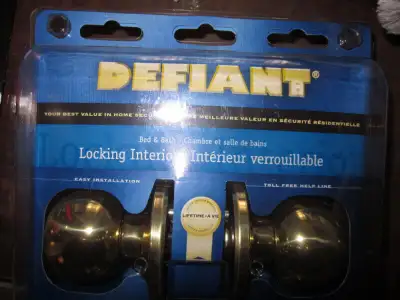 DEFIANT®
YOUR BEST VALUE IN HOME MEILLEURE VALEUR EN SÉCURITÉ RÉSIDENTIELLE
Bed & Bath • Chambre et salle de bains
Locking Interior Intérieur verrouillable
EASY INSTALLATION
TOLL FREE HELP LINE
LIFETIME